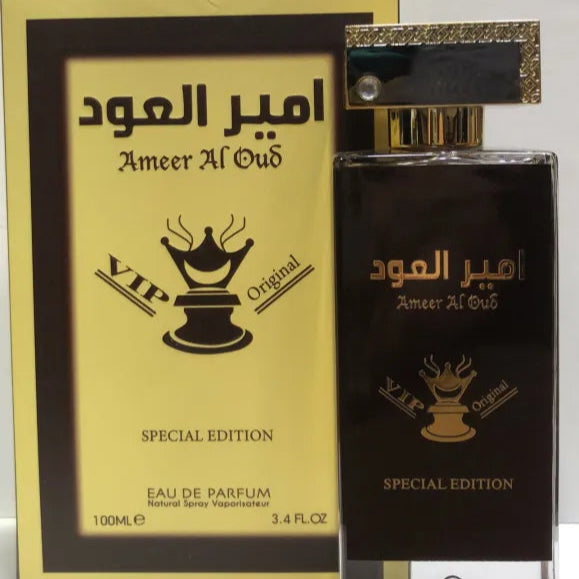 امير العود
Ameer Al Oud
VIP
Original
SPECIAL EDITION
EAU DE PARFUM
Natural Spray Vaporisateur
100ML e
3.4 FL.OZ
امير العود
Ameer Al Oud
VIP
Original
SPECIAL EDITION